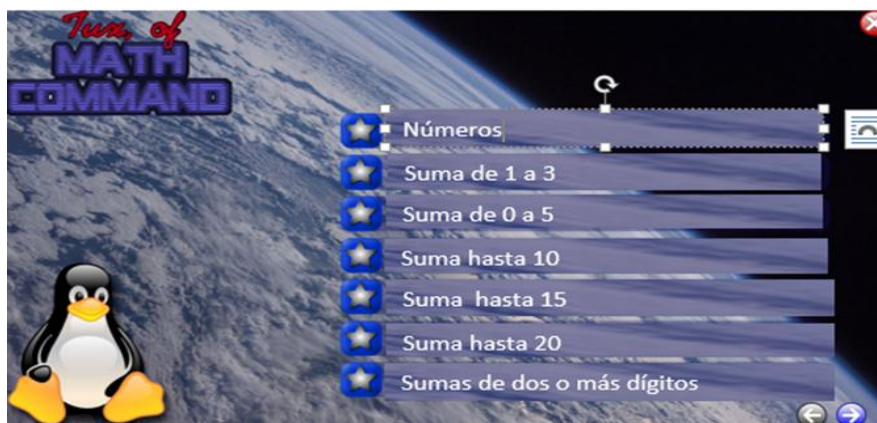 Tux, of
MATH
COMMAND
Números
Suma de 1 a 3
Suma de 0 a 5
Suma hasta 10
Suma  hasta 15
Suma hasta 20
Sumas de dos o más dígitos